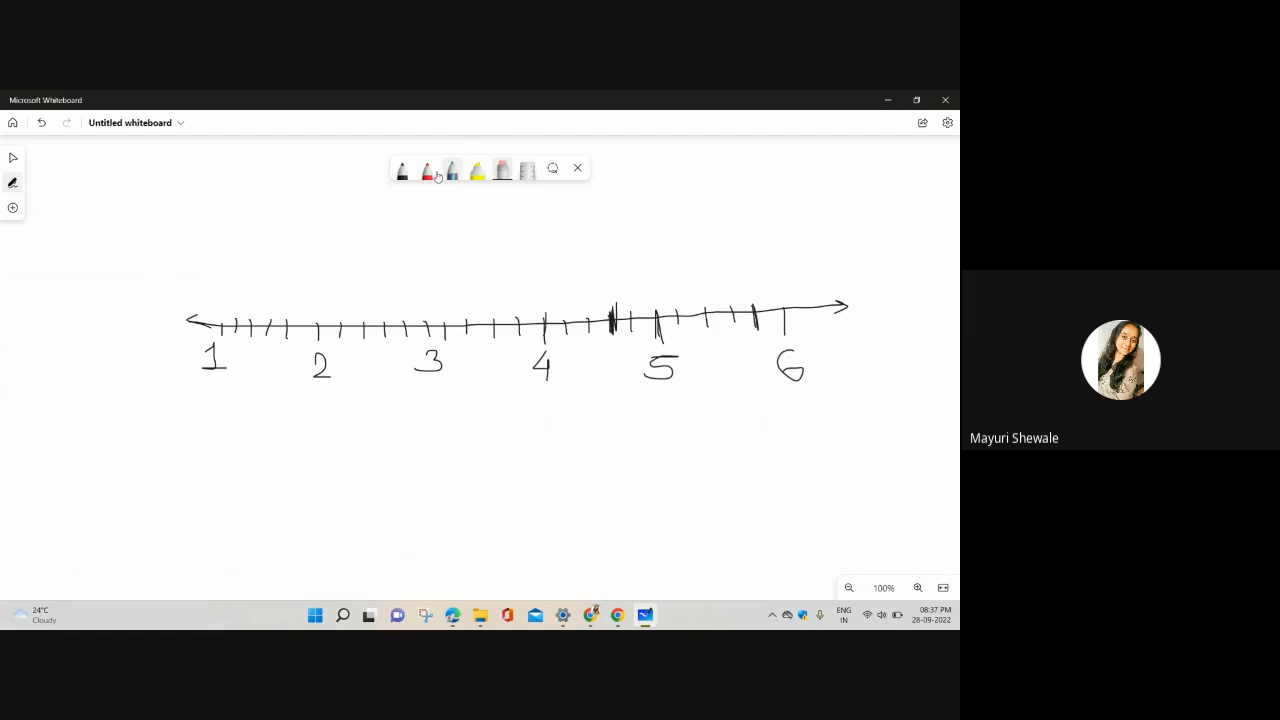 Microsoft Whiteboard
Untitled whiteboard
1 2 3 4 5 6
Mayuri Shewale
100%
24°C
Cloudy
ENG
IN
08:37 PM
28-09-2022